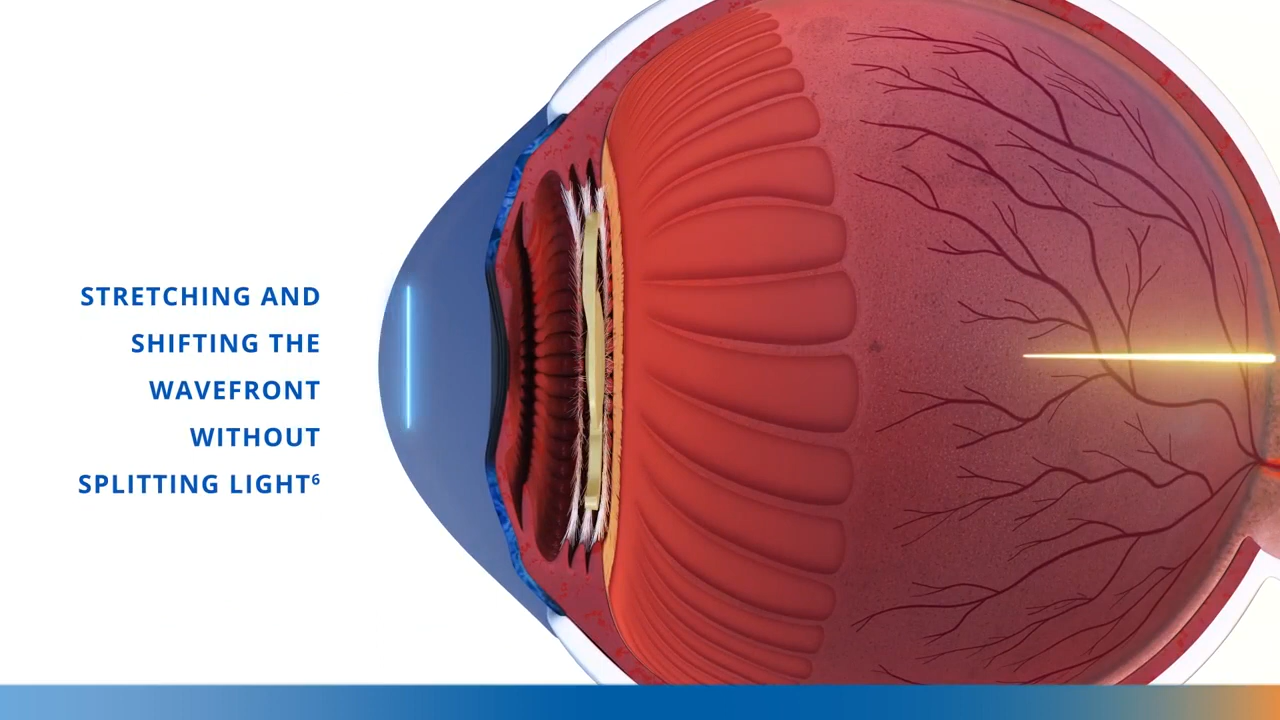 STRETCHING AND
SHIFTING THE
WAVEFRONT
WITHOUT
SPLITTING LIGHT⁶